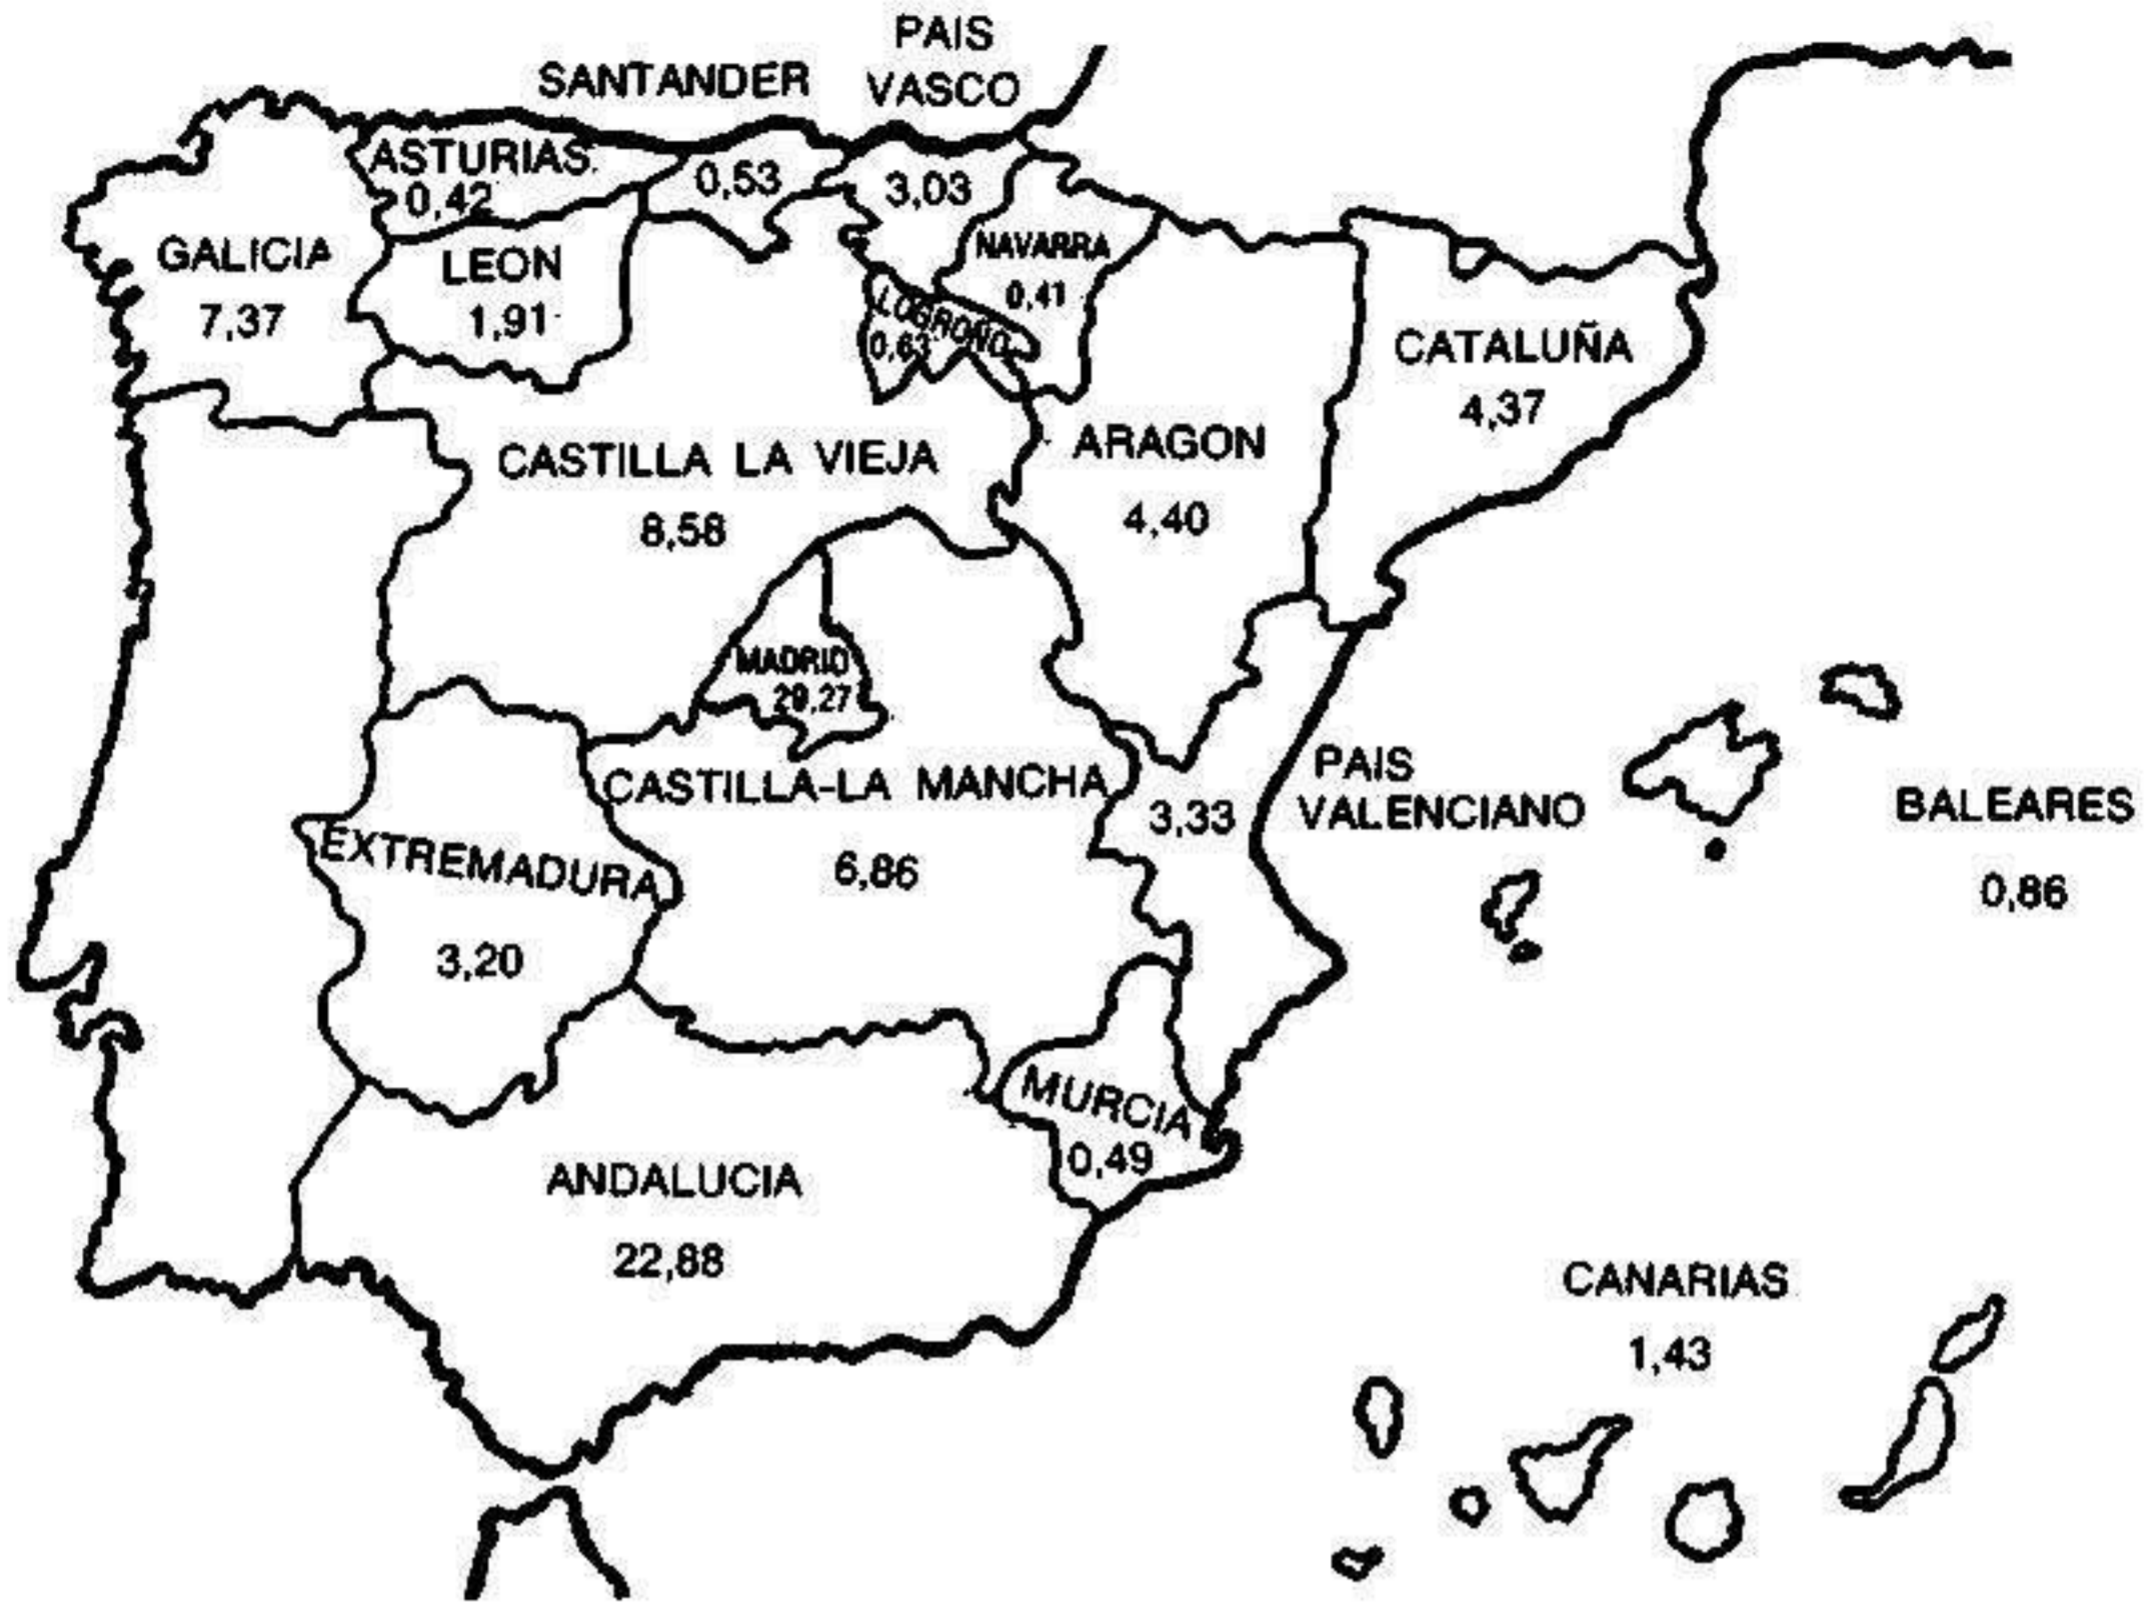 PAIS
VASCO
3,03
SANTANDER
0,53
ASTURIAS
0,42
GALICIA
7,37
LEON
1,91
NAVARRA
0,41
LOGROÑO
0,63
CATALUÑA
4,37
CASTILLA LA VIEJA
8,58
ARAGON
4,40
MADRID
29,27
CASTILLA-LA MANCHA
6,86
PAIS
VALENCIANO
3,33
BALEARES
0,86
EXTREMADURA
3,20
MURCIA
0,49
ANDALUCIA
22,88
CANARIAS
1,43